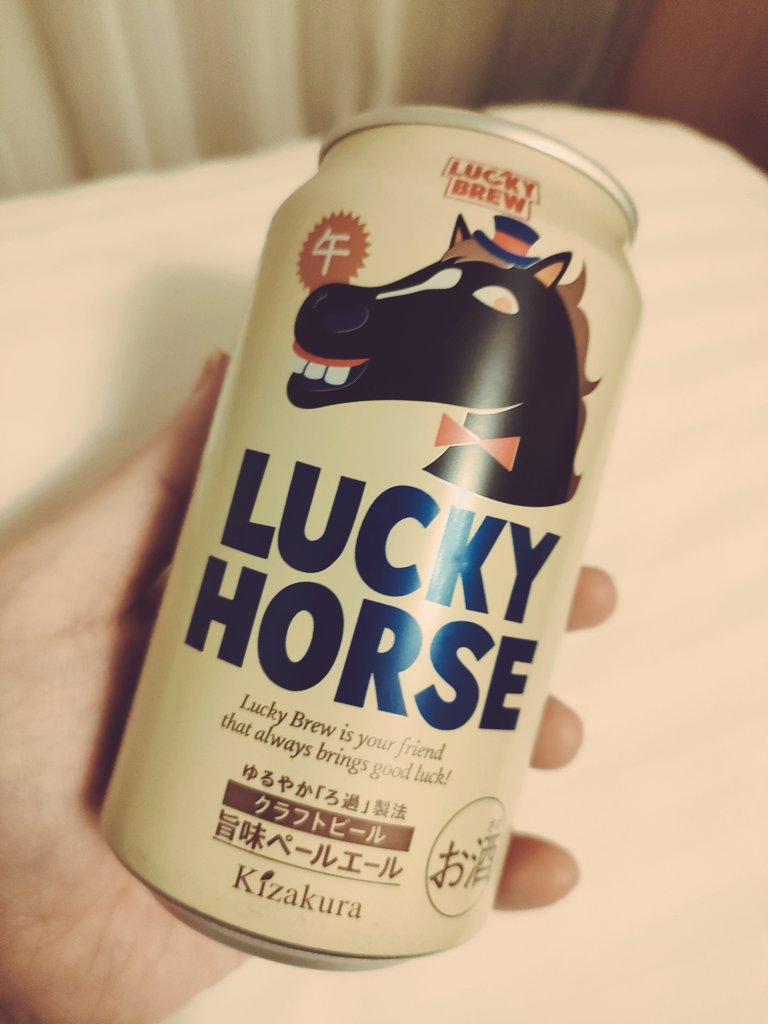 LUCKY
BREW
午
LUCKY
HORSE
Lucky Brew is your friend
that always brings good luck!
ゆるやか「ろ過」製法
クラフトビール
旨味ペールエール
お酒
Kizakura